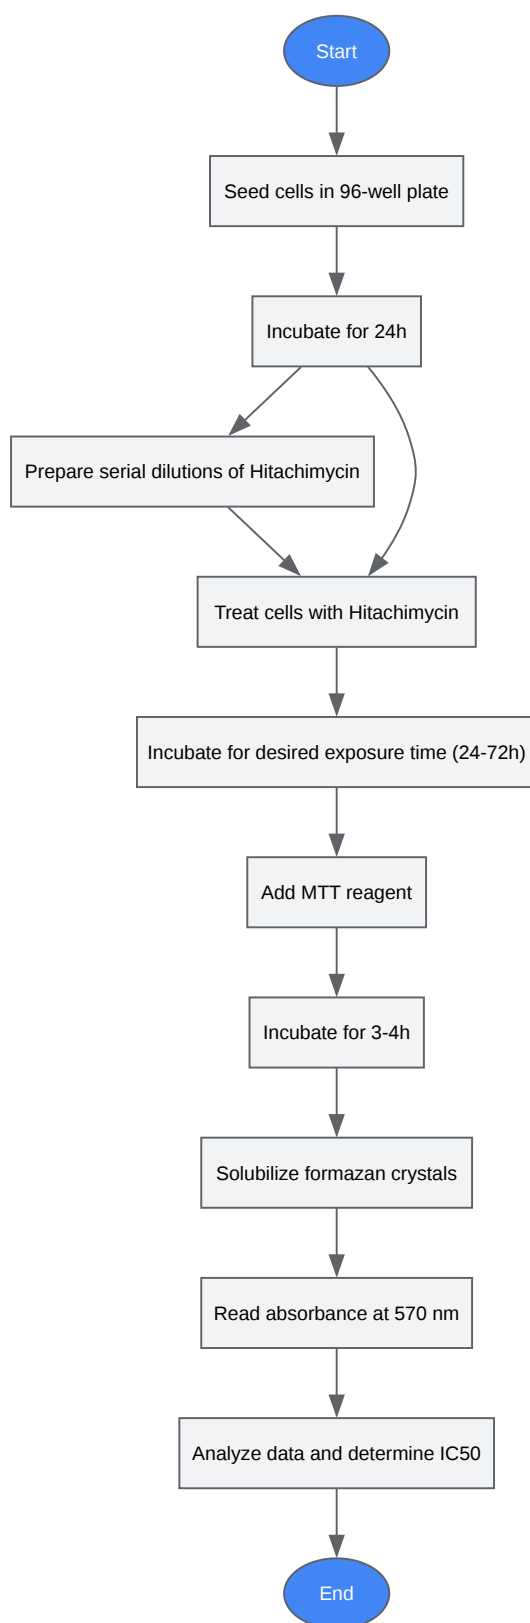 Start
Seed cells in 96-well plate
Incubate for 24h
Prepare serial dilutions of Hitachimycin
Treat cells with Hitachimycin
Incubate for desired exposure time (24-72h)
Add MTT reagent
Incubate for 3-4h
Solubilize formazan crystals
Read absorbance at 570 nm
Analyze data and determine IC50
End